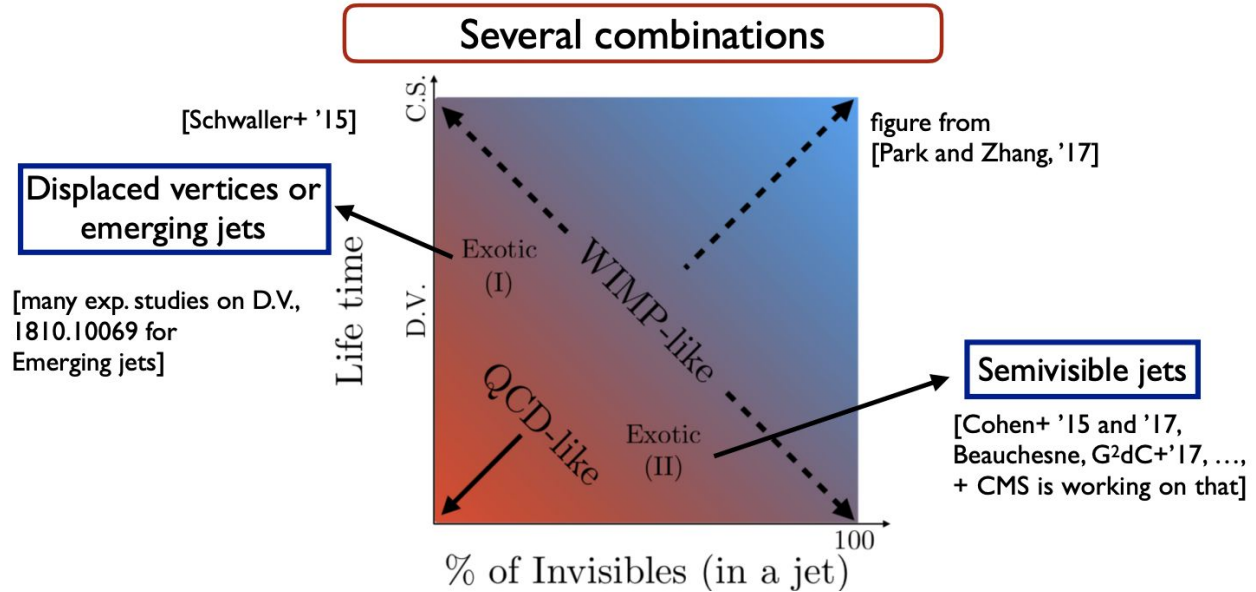 Several combinations
[Schwaller+ ’15]
figure from
[Park and Zhang, ’17]
Displaced vertices or
emerging jets
[many exp. studies on D.V.,
1810.10069 for
Emerging jets]
Life time
C.S.
D.V.
Exotic
(I)
WIMP-like
QCD-like
Exotic
(II)
100
% of Invisibles (in a jet)
Semivisible jets
[Cohen+ ’15 and ’17,
Beauchesne, G²dC+’17, …,
+ CMS is working on that]